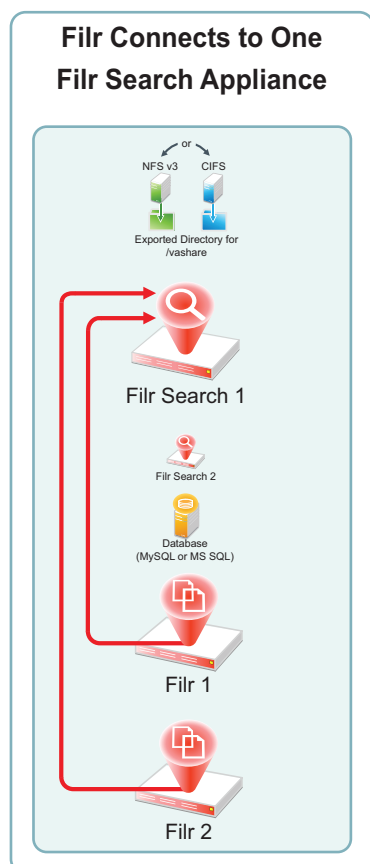 Filr Connects to One
Filr Search Appliance
or
NFS v3 CIFS
Exported Directory for
/vashare
Filr Search 1
Filr Search 2
Database
(MySQL or MS SQL)
Filr 1
Filr 2